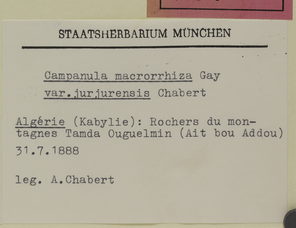 STAATSHERBARIUM MÜNCHEN
Campanula macrorrhiza Gay
var.jurjurensis Chabert
Algérie (Kabylie): Rochers du mon-
tagnes Tamda Ouguelmin (Ait bou Addou)
31.7.1888
leg. A.Chabert